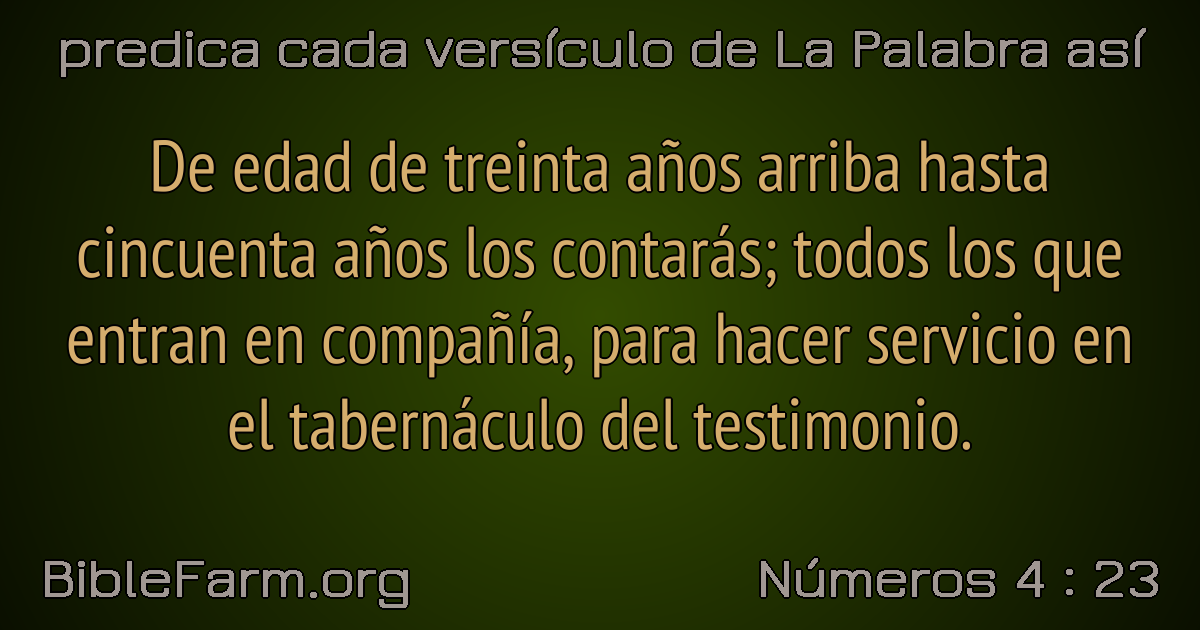 predica cada versículo de La Palabra así
De edad de treinta años arriba hasta
cincuenta años los contarás; todos los que
entran en compañía, para hacer servicio en
el tabernáculo del testimonio.
BibleFarm.org
Números 4 : 23